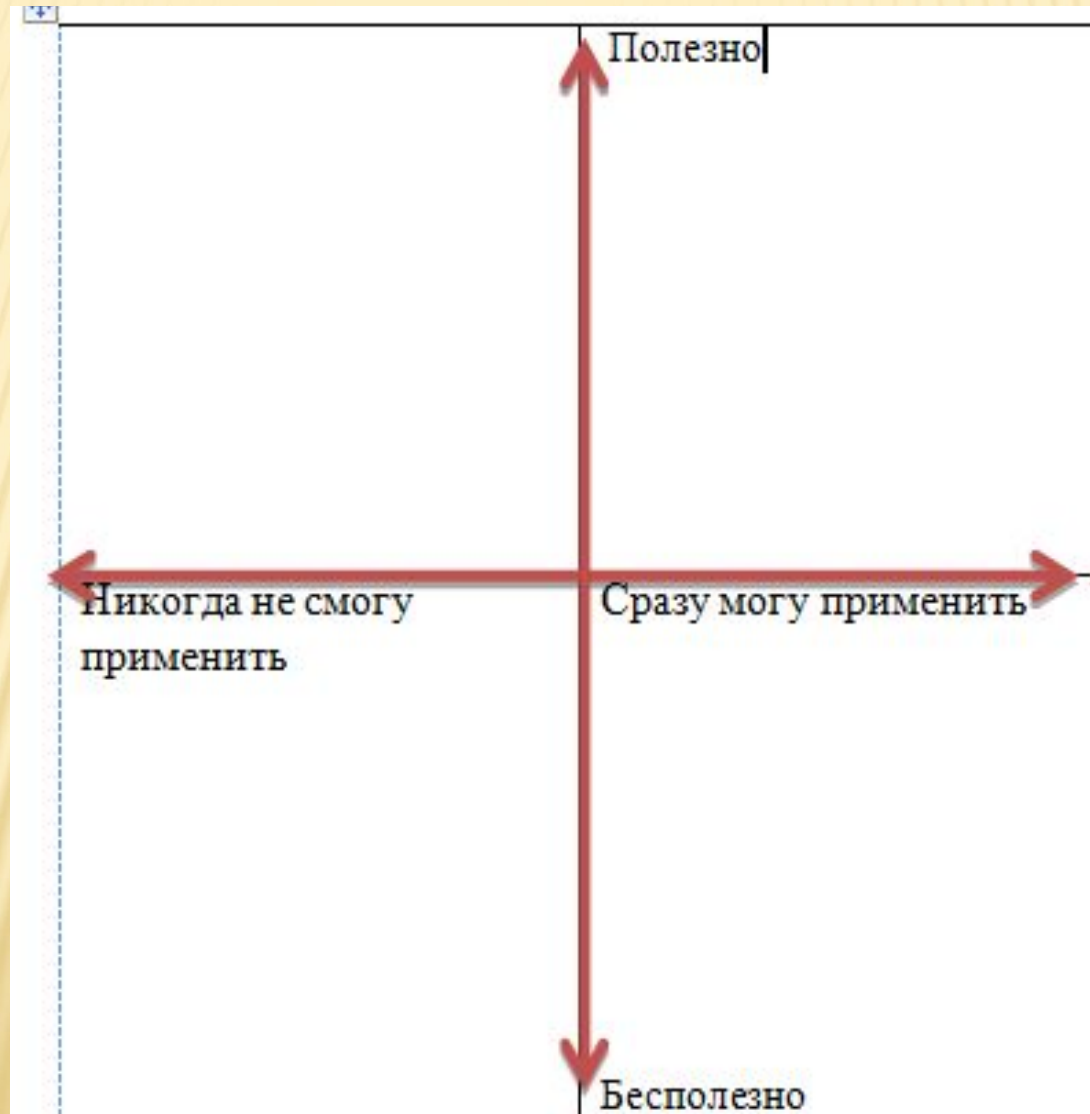 Полезно
Никогда не смогу
применить
Сразу могу применить
Бесполезно